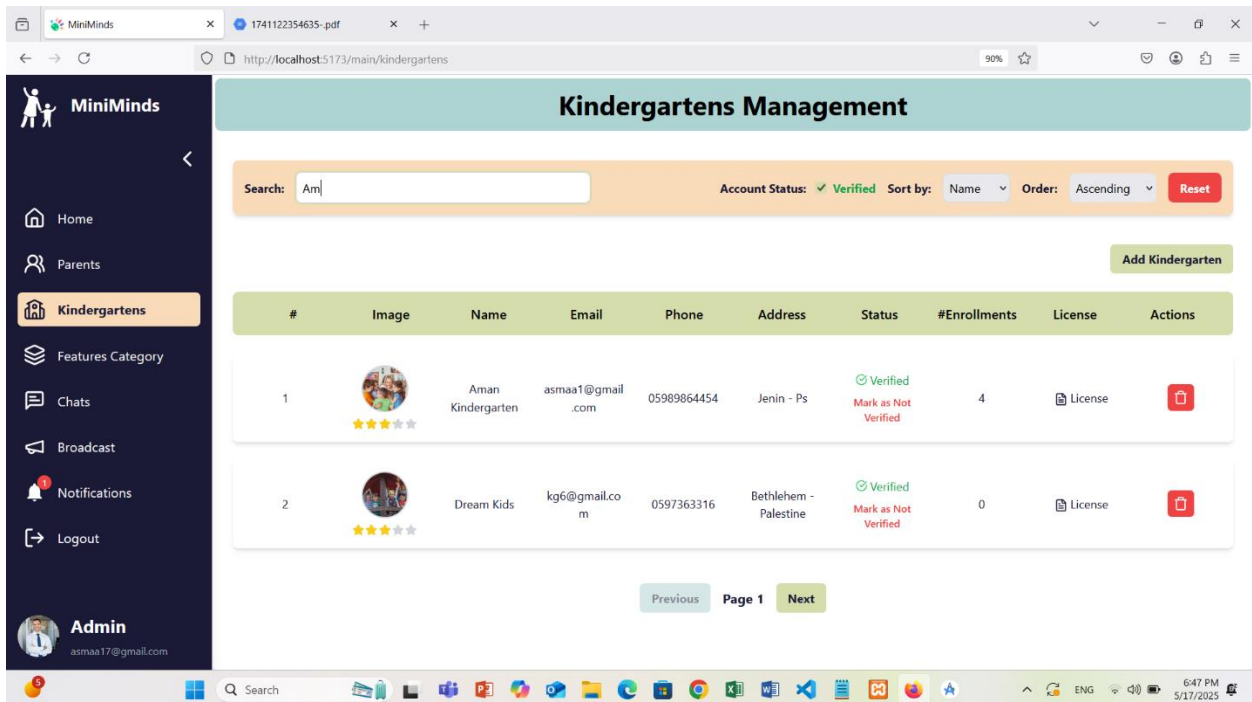 MiniMinds
1741122354635-.pdf
http://localhost:5173/main/kindergartens
90%
MiniMinds
Kindergartens Management
Search: Am
Account Status: Verified Sort by: Name Order: Ascending Reset
Home
Parents
Kindergartens
Features Category
Chats
Broadcast
1
Notifications
Logout
Admin
asmaa17@gmail.com
Add Kindergarten
# Image Name Email Phone Address Status #Enrollments License Actions
1 Aman Kindergarten asmaa1@gmail.com 05989864454 Jenin - Ps Verified Mark as Not Verified 4 License
2 Dream Kids kg6@gmail.com 0597363316 Bethlehem - Palestine Verified Mark as Not Verified 0 License
Previous Page 1 Next
5
Search
ENG
6:47 PM
5/17/2025